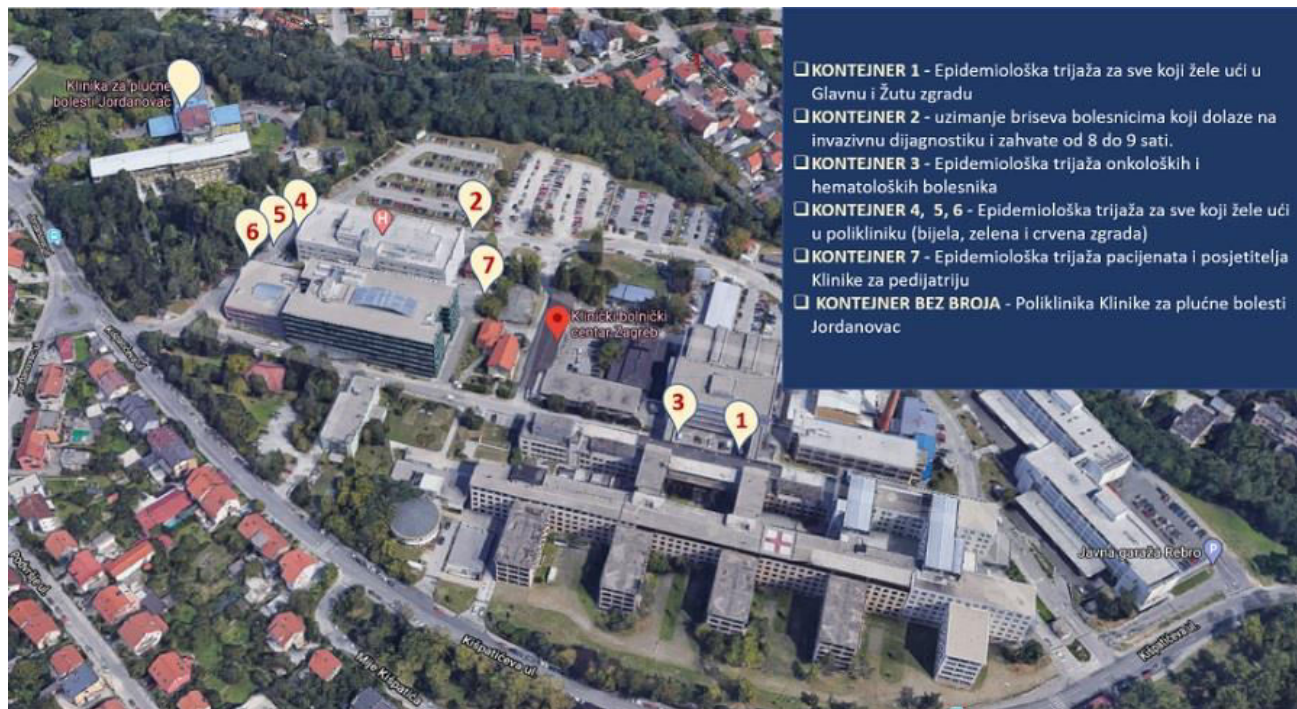 Klinika za plućne
bolesti Jordanovac
4
5
6
H
2
7
Klinički bolnički
centar Zagreb
3
1
Javna garaža Rebro
P
Kišpatićeva ul.
Kišpatićeva ul.
Kišpatićeva ul.
Mije Kišpatića
❑ KONTEJNER 1 - Epidemiološka trijaža za sve koji žele ući u
Glavnu i Žutu zgradu
❑ KONTEJNER 2 - uzimanje briseva bolesnicima koji dolaze na
invazivnu dijagnostiku i zahvate od 8 do 9 sati.
❑ KONTEJNER 3 - Epidemiološka trijaža onkoloških i
hematoloških bolesnika
❑ KONTEJNER 4, 5, 6 - Epidemiološka trijaža za sve koji žele ući
u polikliniku (bijela, zelena i crvena zgrada)
❑ KONTEJNER 7 - Epidemiološka trijaža pacijenata i posjetitelja
Klinike za pedijatriju
❑ KONTEJNER BEZ BROJA - Poliklinika Klinike za plućne bolesti
Jordanovac